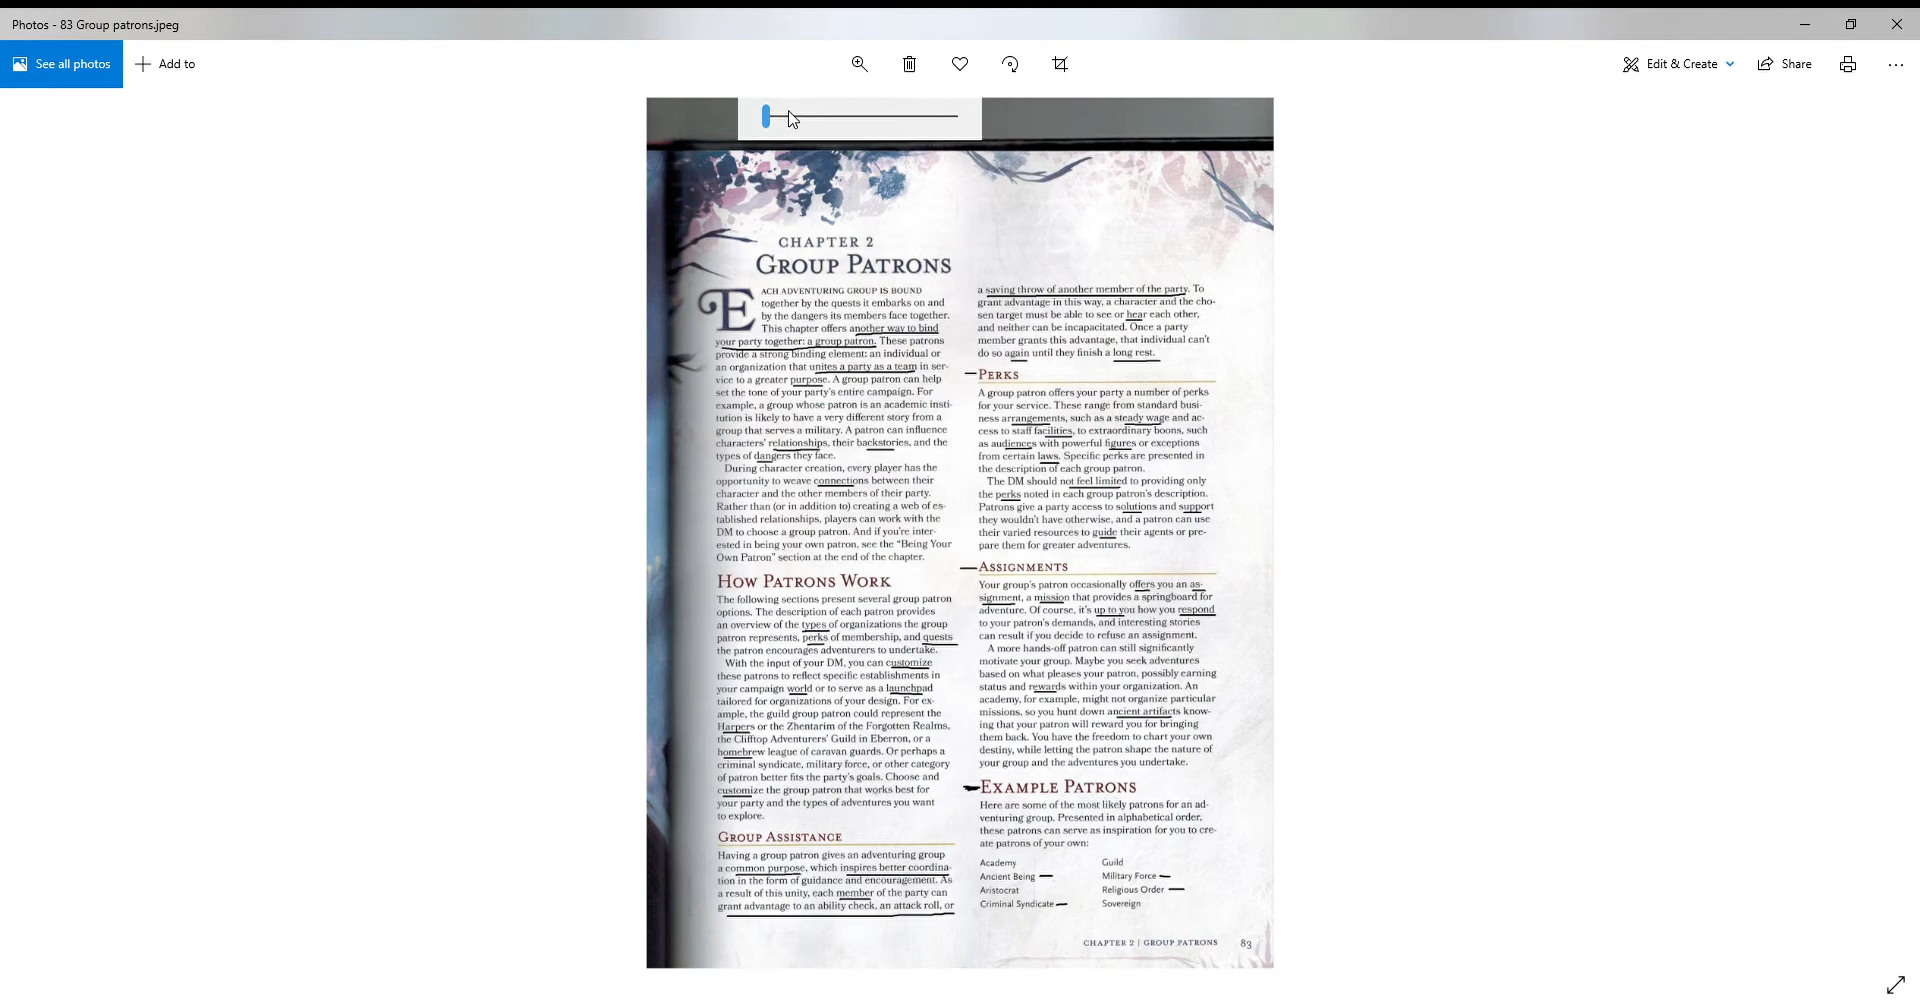 Photos - 83 Group patrons.jpeg
See all photos
Add to
Edit & Create
Share
CHAPTER 2
GROUP PATRONS
EACH ADVENTURING GROUP IS BOUND
together by the quests it embarks on and
by the dangers its members face together.
This chapter offers another way to bind
your party together: a group patron. These patrons
provide a strong binding element: an individual or
an organization that unites a party as a team in ser-
vice to a greater purpose. A group patron can help
set the tone of your party's entire campaign. For
example, a group whose patron is an academic insti-
tution is likely to have a very different story from a
group that serves a military. A patron can influence
characters' relationships, their backstories, and the
types of dangers they face.
During character creation, every player has the
opportunity to weave connections between their
character and the other members of their party.
Rather than (or in addition to) creating a web of es-
tablished relationships, players can work with the
DM to choose a group patron. And if you're inter-
ested in being your own patron, see the "Being Your
Own Patron" section at the end of the chapter.
HOW PATRONS WORK
The following sections present several group patron
options. The description of each patron provides
an overview of the types of organizations the group
patron represents, perks of membership, and quests
the patron encourages adventurers to undertake.
With the input of your DM, you can customize
these patrons to reflect specific establishments in
your campaign world or to serve as a launchpad
tailored for organizations of your design. For ex-
ample, the guild group patron could represent the
Harpers or the Zhentarim of the Forgotten Realms,
the Clifftop Adventurers' Guild in Eberron, or a
homebrew league of caravan guards. Or perhaps a
criminal syndicate, military force, or other category
of patron better fits the party's goals. Choose and
customize the group patron that works best for
your party and the types of adventures you want
to explore.
GROUP ASSISTANCE
Having a group patron gives an adventuring group
a common purpose, which inspires better coordina-
tion in the form of guidance and encouragement. As
a result of this unity, each member of the party can
grant advantage to an ability check, an attack roll, or
a saving throw of another member of the party. To
grant advantage in this way, a character and the cho-
sen target must be able to see or hear each other,
and neither can be incapacitated. Once a party
member grants this advantage, that individual can't
do so again until they finish a long rest.
PERKS
A group patron offers your party a number of perks
for your service. These range from standard busi-
ness arrangements, such as a steady wage and ac-
cess to staff facilities, to extraordinary boons, such
as audiences with powerful figures or exceptions
from certain laws. Specific perks are presented in
the description of each group patron.
The DM should not feel limited to providing only
the perks noted in each group patron's description.
Patrons give a party access to solutions and support
they wouldn't have otherwise, and a patron can use
their varied resources to guide their agents or pre-
pare them for greater adventures.
ASSIGNMENTS
Your group's patron occasionally offers you an as-
signment, a mission that provides a springboard for
adventure. Of course, it's up to you how you respond
to your patron's demands, and interesting stories
can result if you decide to refuse an assignment.
A more hands-off patron can still significantly
motivate your group. Maybe you seek adventures
based on what pleases your patron, possibly earning
status and rewards within your organization. An
academy, for example, might not organize particular
missions, so you hunt down ancient artifacts know-
ing that your patron will reward you for bringing
them back. You have the freedom to chart your own
destiny, while letting the patron shape the nature of
your group and the adventures you undertake.
EXAMPLE PATRONS
Here are some of the most likely patrons for an ad-
venturing group. Presented in alphabetical order,
these patrons can serve as inspiration for you to cre-
ate patrons of your own:
Academy
Ancient Being
Aristocrat
Criminal Syndicate
Guild
Military Force
Religious Order
Sovereign
CHAPTER 2 | GROUP PATRONS 83